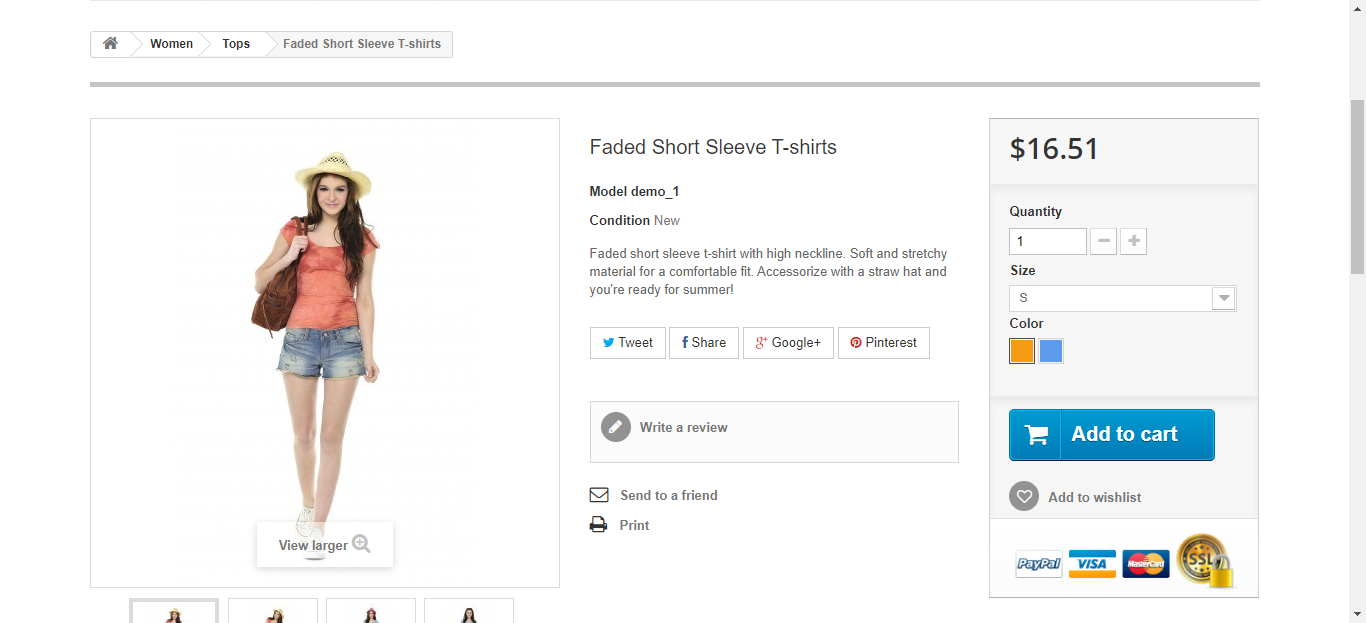 Women
Tops
Faded Short Sleeve T-shirts
View larger
Faded Short Sleeve T-shirts
Model demo_1
Condition New
Faded short sleeve t-shirt with high neckline. Soft and stretchy
material for a comfortable fit. Accessorize with a straw hat and
you're ready for summer!
Tweet
Share
Google+
Pinterest
Write a review
Send to a friend
Print
$16.51
Quantity
1
Size
S
Color
Add to cart
Add to wishlist
PayPal
VISA
MasterCard
SSL